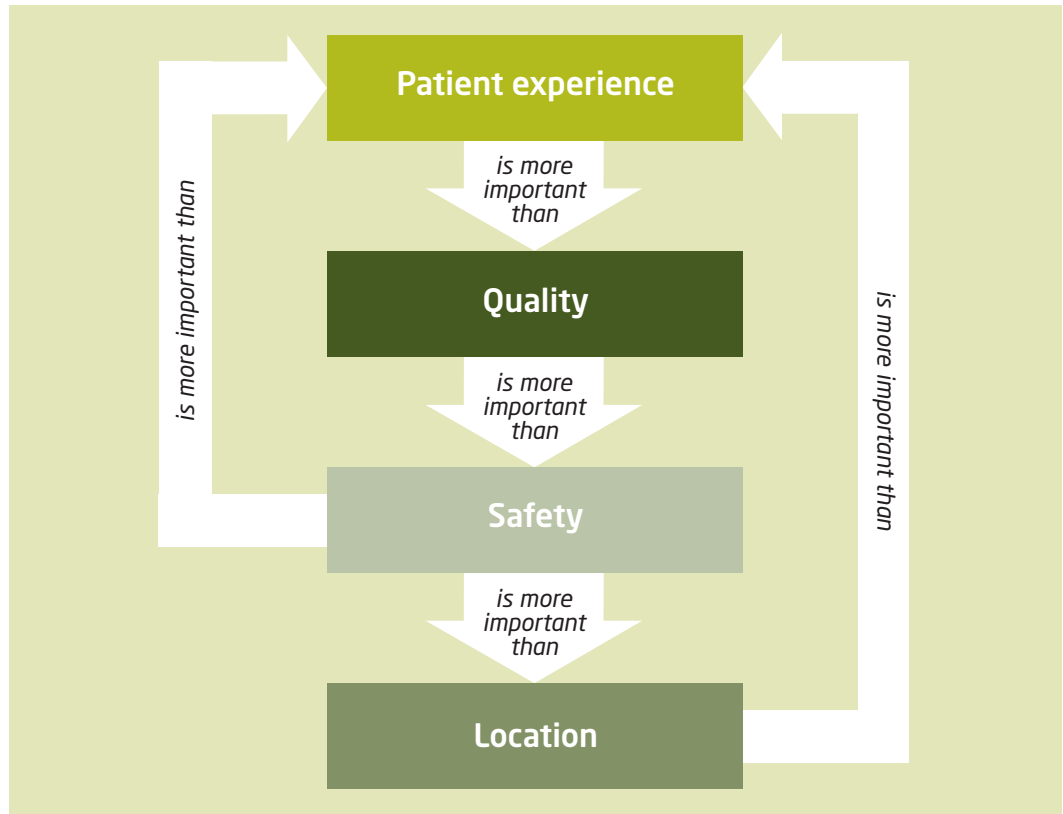 Patient experience
is more
important
than
Quality
is more
important
than
Safety
is more
important
than
Location
is more important than
is more important than